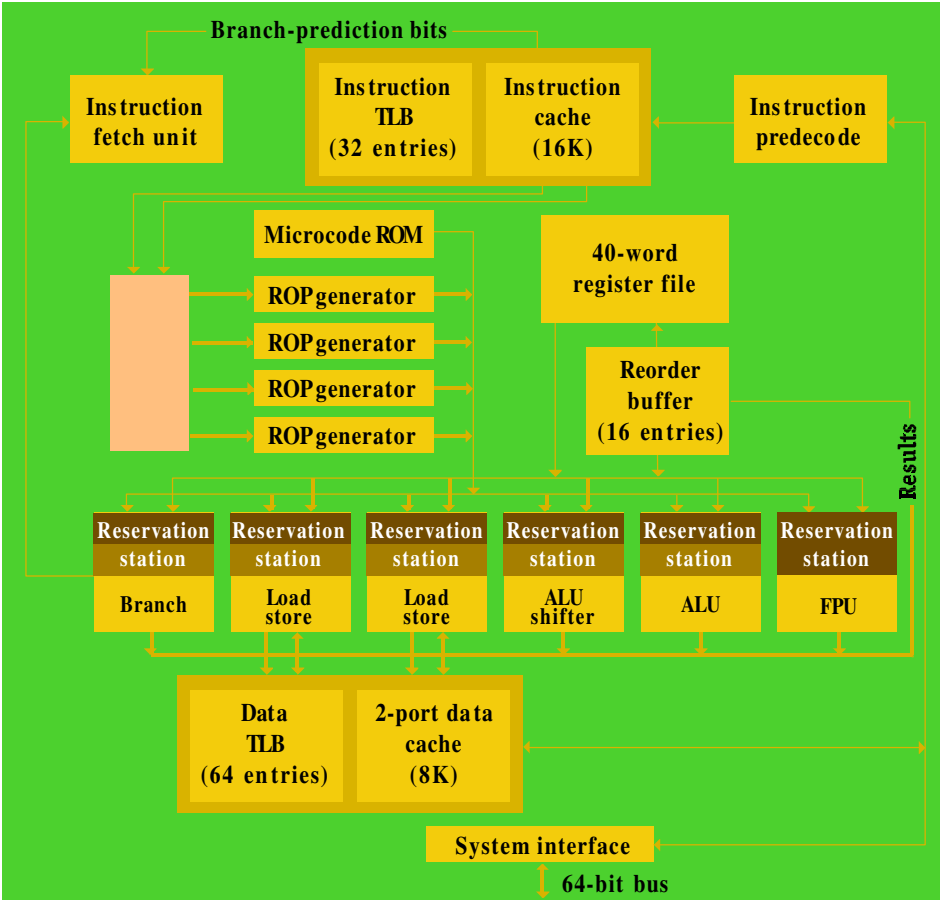 Branch-prediction bits
Instruction
fetch unit
Instruction
TLB
(32 entries)
Instruction
cache
(16K)
Instruction
predecode
Microcode ROM
ROP generator
ROP generator
ROP generator
ROP generator
40-word
register file
Reorder
buffer
(16 entries)
Results
Reservation
station
Branch
Reservation
station
Load
store
Reservation
station
Load
store
Reservation
station
ALU
shifter
Reservation
station
ALU
Reservation
station
FPU
Data
TLB
(64 entries)
2-port data
cache
(8K)
System interface
64-bit bus